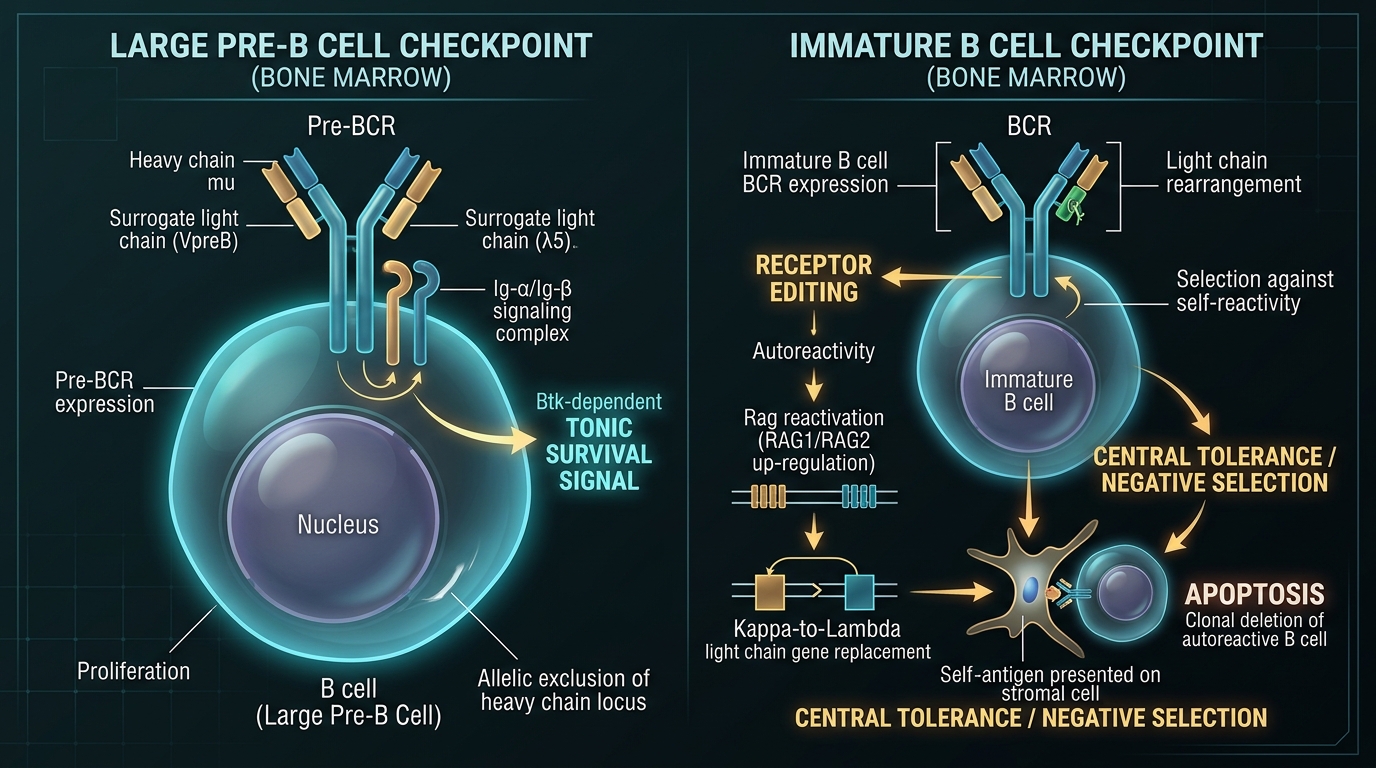 LARGE PRE-B CELL CHECKPOINT
(BONE MARROW)
Pre-BCR
Heavy chain
mu
Surrogate light
chain (VpreB)
Surrogate light
chain (λ5)
Ig-α/Ig-β
signaling
complex
Pre-BCR
expression
Btk-dependent
TONIC
SURVIVAL
SIGNAL
Nucleus
Proliferation
B cell
(Large Pre-B Cell)
Allelic exclusion of
heavy chain locus
IMMATURE B CELL CHECKPOINT
(BONE MARROW)
BCR
Immature B cell
BCR expression
Light chain
rearrangement
RECEPTOR
EDITING
Selection against
self-reactivity
Autoreactivity
Immature
B cell
Rag reactivation
(RAG1/RAG2
up-regulation)
CENTRAL TOLERANCE /
NEGATIVE SELECTION
Kappa-to-Lambda
light chain gene replacement
APOPTOSIS
Clonal deletion of
autoreactive B cell
Self-antigen presented on
stromal cell
CENTRAL TOLERANCE / NEGATIVE SELECTION